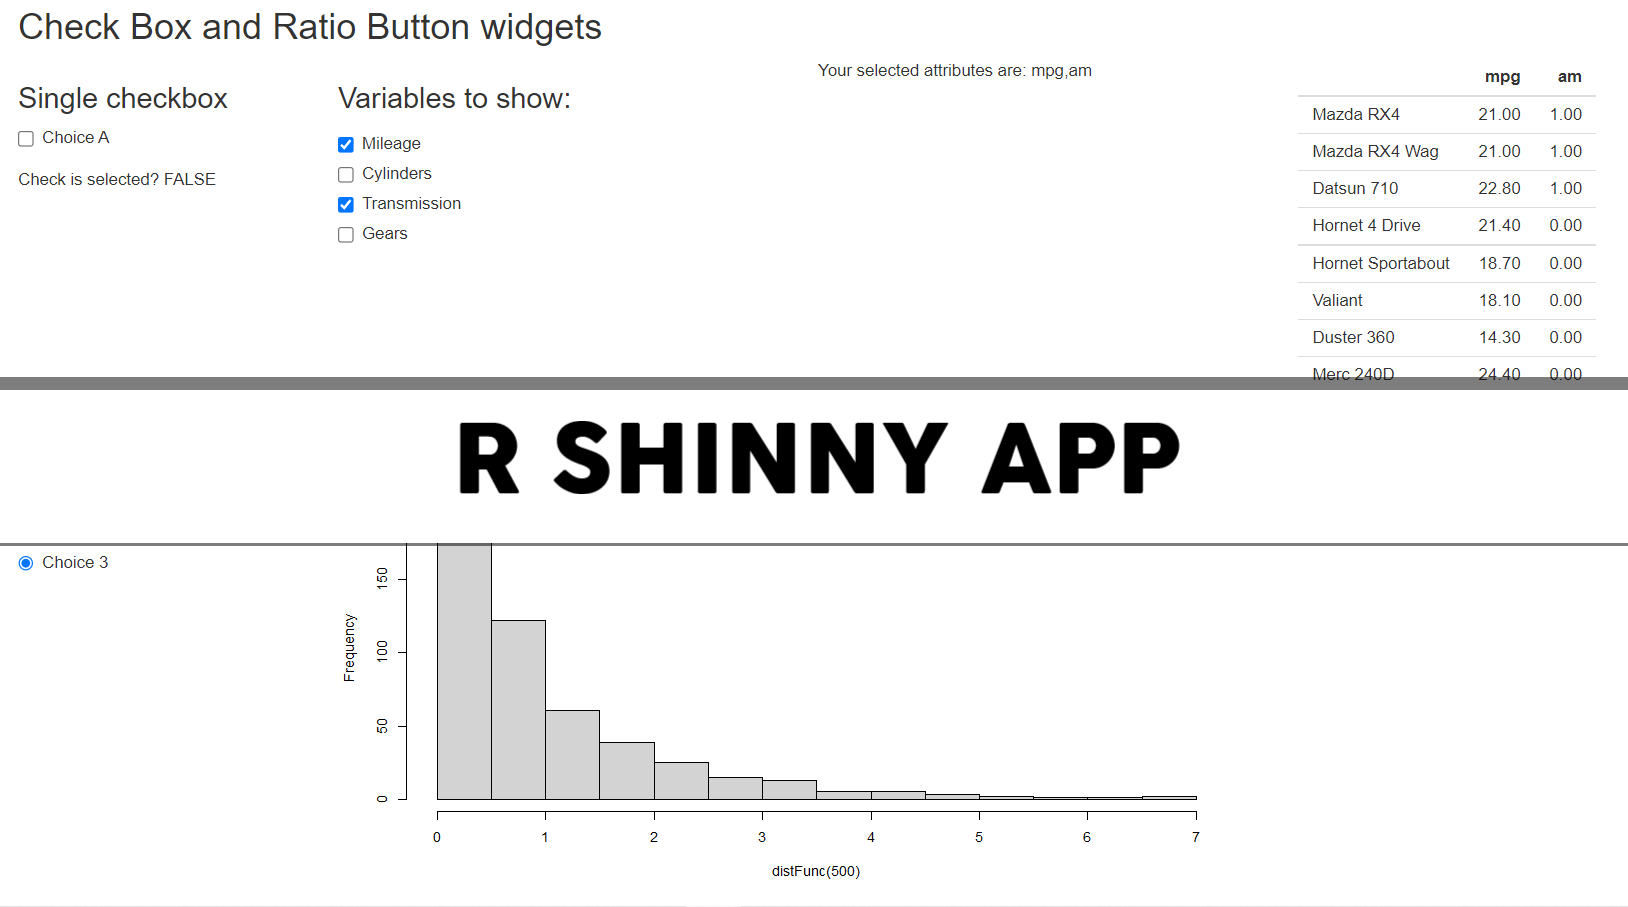 Check Box and Ratio Button widgets
Single checkbox
Choice A
Check is selected? FALSE
Variables to show:
Mileage
Cylinders
Transmission
Gears
Your selected attributes are: mpg,am
mpg am
Mazda RX4 21.00 1.00
Mazda RX4 Wag 21.00 1.00
Datsun 710 22.80 1.00
Hornet 4 Drive 21.40 0.00
Hornet Sportabout 18.70 0.00
Valiant 18.10 0.00
Duster 360 14.30 0.00
Merc 240D 24.40 0.00
R SHINNY APP
Choice 3
Frequency
150
100
50
0
0 1 2 3 4 5 6 7
distFunc(500)